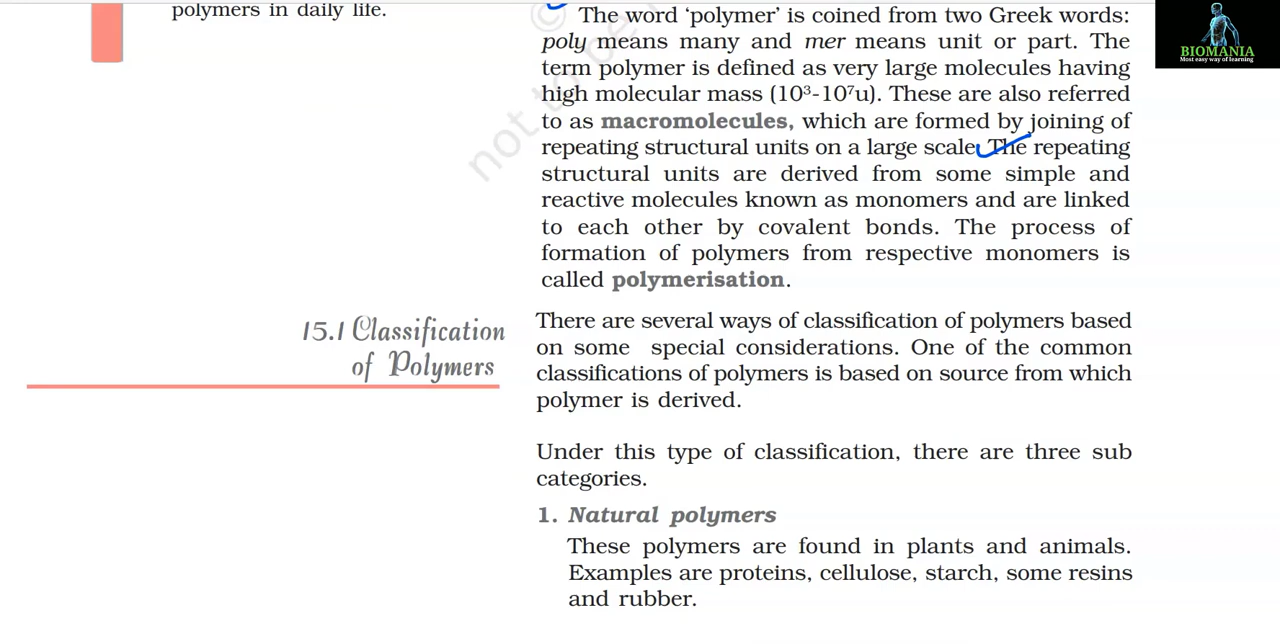 polymers in daily life.
The word ‘polymer’ is coined from two Greek words:
poly means many and mer means unit or part. The
term polymer is defined as very large molecules having
high molecular mass (10³-10⁷u). These are also referred
to as macromolecules, which are formed by joining of
repeating structural units on a large scale. The repeating
structural units are derived from some simple and
reactive molecules known as monomers and are linked
to each other by covalent bonds. The process of
formation of polymers from respective monomers is
called polymerisation.
15.1 Classification
of Polymers
There are several ways of classification of polymers based
on some special considerations. One of the common
classifications of polymers is based on source from which
polymer is derived.
Under this type of classification, there are three sub
categories.
1. Natural polymers
These polymers are found in plants and animals.
Examples are proteins, cellulose, starch, some resins
and rubber.
BIOMANIA
Most easy way of learning
©
not to be